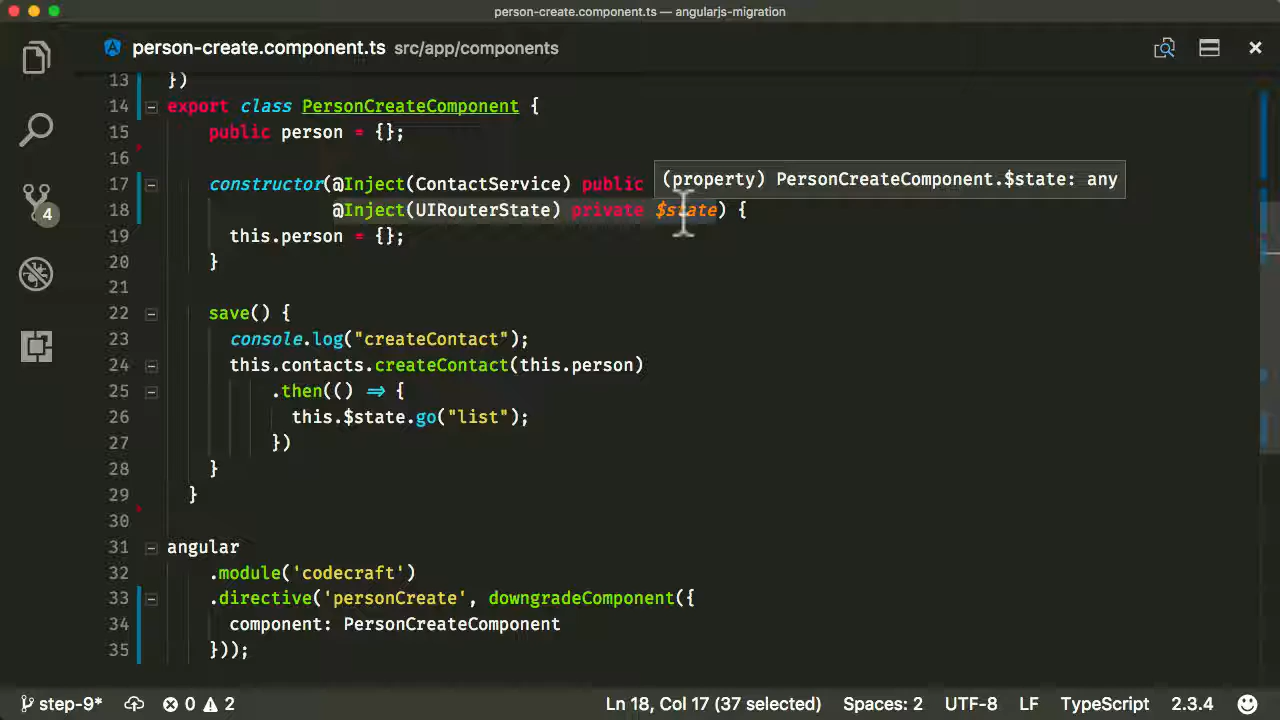 person-create.component.ts — angularjs-migration
person-create.component.ts src/app/components
13 })
14 export class PersonCreateComponent {
15 public person = {};
16
17 constructor(@Inject(ContactService) public
(property) PersonCreateComponent.$state: any
18 @Inject(UIRouterState) private $state) {
19 this.person = {};
20 }
21
22 save() {
23 console.log("createContact");
24 this.contacts.createContact(this.person)
25 .then(() ⇒ {
26 this.$state.go("list");
27 })
28 }
29 }
30
31 angular
32 .module('codecraft')
33 .directive('personCreate', downgradeComponent({
34 component: PersonCreateComponent
35 }));
4
step-9* 0 2 Ln 18, Col 17 (37 selected) Spaces: 2 UTF-8 LF TypeScript 2.3.4